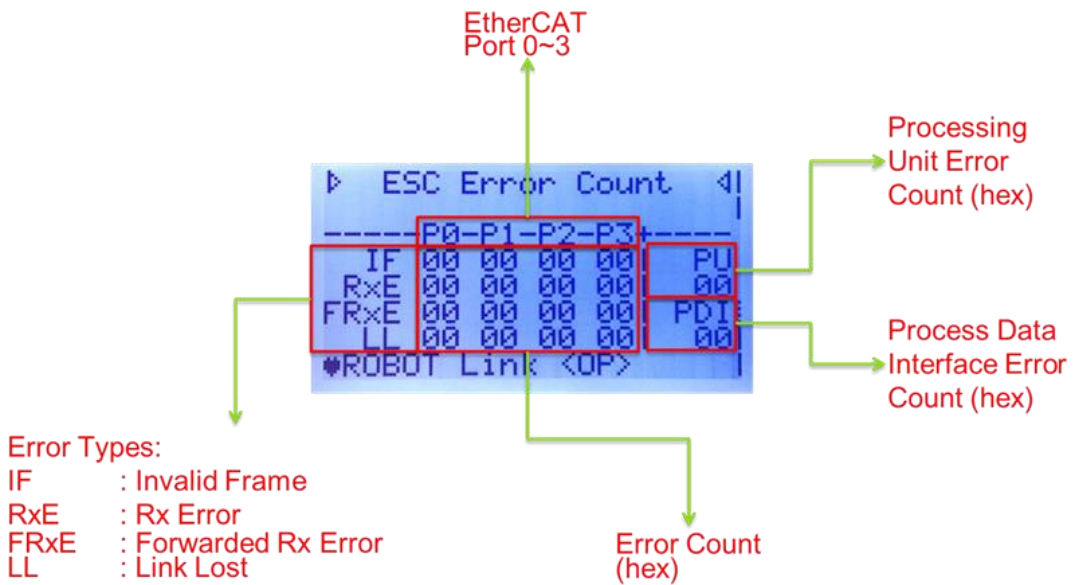 EtherCAT
Port 0~3
Processing
Unit Error
Count (hex)
ESC Error Count
-----P0-P1-P2-P3+----
IF 00 00 00 00 | PU
RxE 00 00 00 00 | 00
FRxE 00 00 00 00 | PDI
LL 00 00 00 00 | 00
♥ROBOT Link <OP>
Process Data
Interface Error
Count (hex)
Error Types:
IF : Invalid Frame
RxE : Rx Error
FRxE : Forwarded Rx Error
LL : Link Lost
Error Count
(hex)